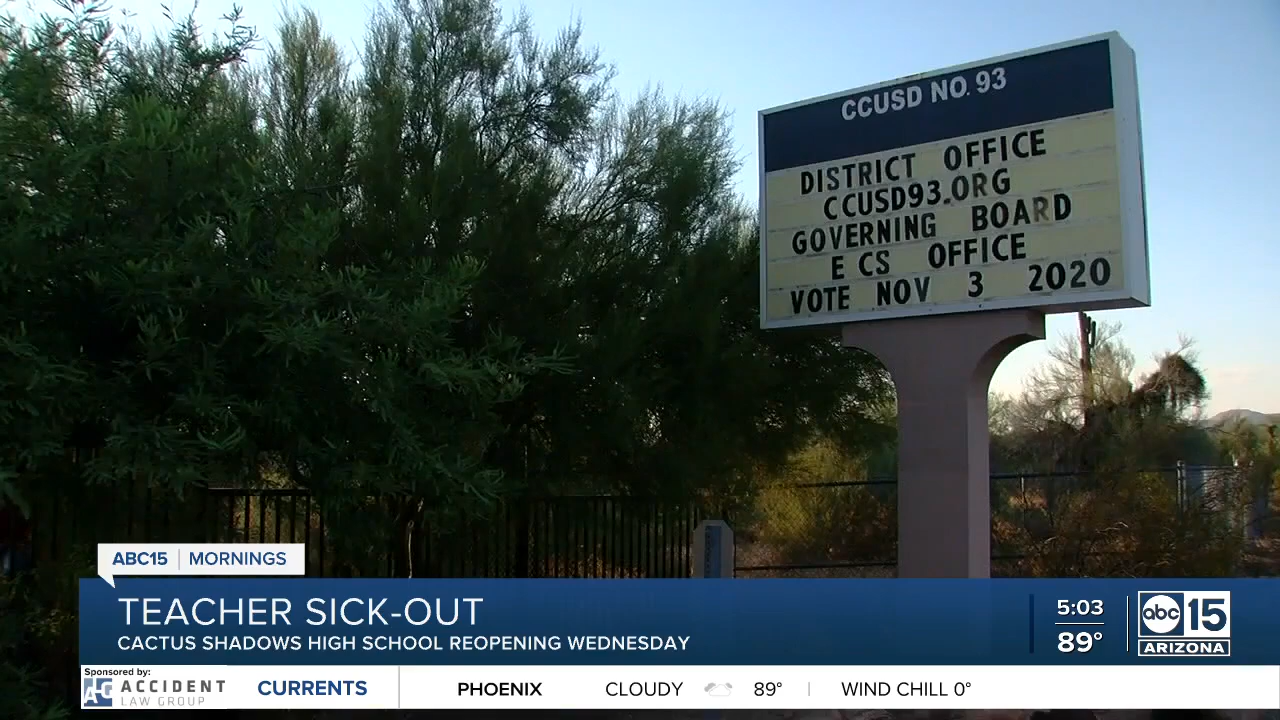 CCUSD NO. 93
DISTRICT OFFICE
CCUSD93.ORG
GOVERNING BOARD
E CS OFFICE
VOTE NOV 3 2020
ABC15 | MORNINGS
TEACHER SICK-OUT
CACTUS SHADOWS HIGH SCHOOL REOPENING WEDNESDAY
5:03
89°
abc 15
ARIZONA
Sponsored by:
AG ACCIDENT
LAW GROUP
CURRENTS
PHOENIX CLOUDY 89° | WIND CHILL 0°